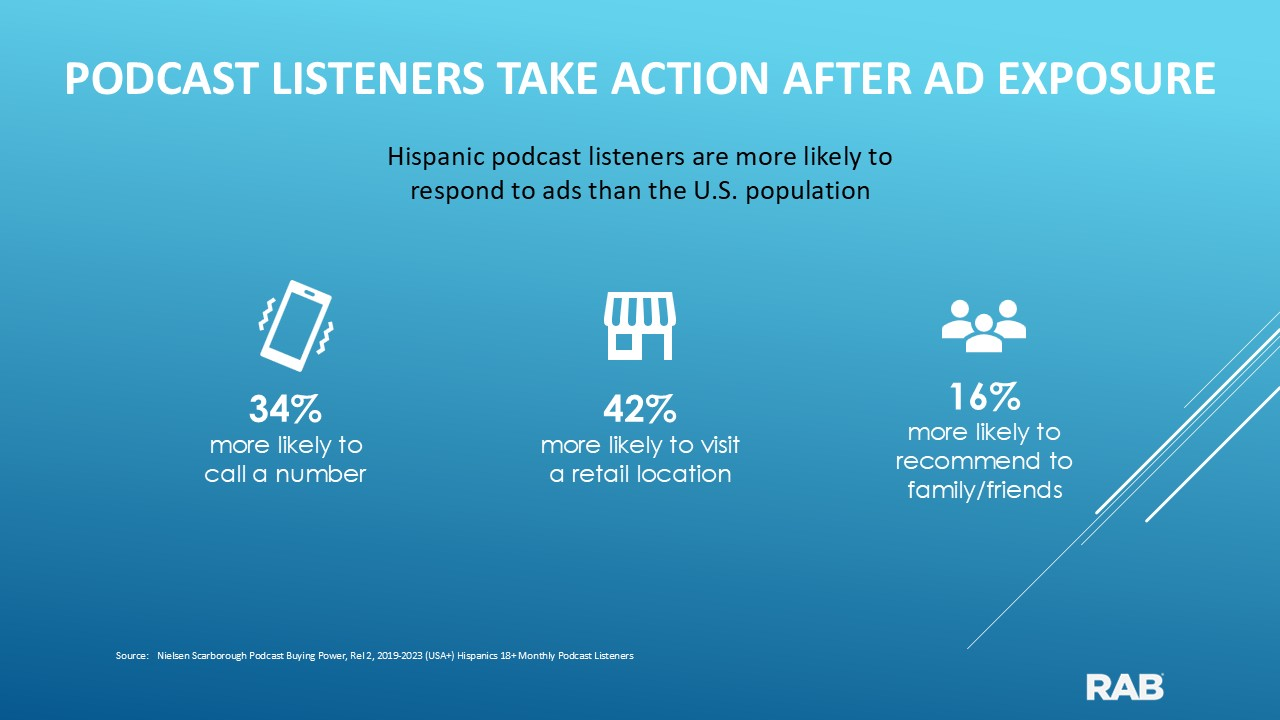 PODCAST LISTENERS TAKE ACTION AFTER AD EXPOSURE
Hispanic podcast listeners are more likely to
respond to ads than the U.S. population
34%
more likely to
call a number
42%
more likely to visit
a retail location
16%
more likely to
recommend to
family/friends
Source: Nielsen Scarborough Podcast Buying Power, Rel 2, 2019-2023 (USA+) Hispanics 18+ Monthly Podcast Listeners
RAB